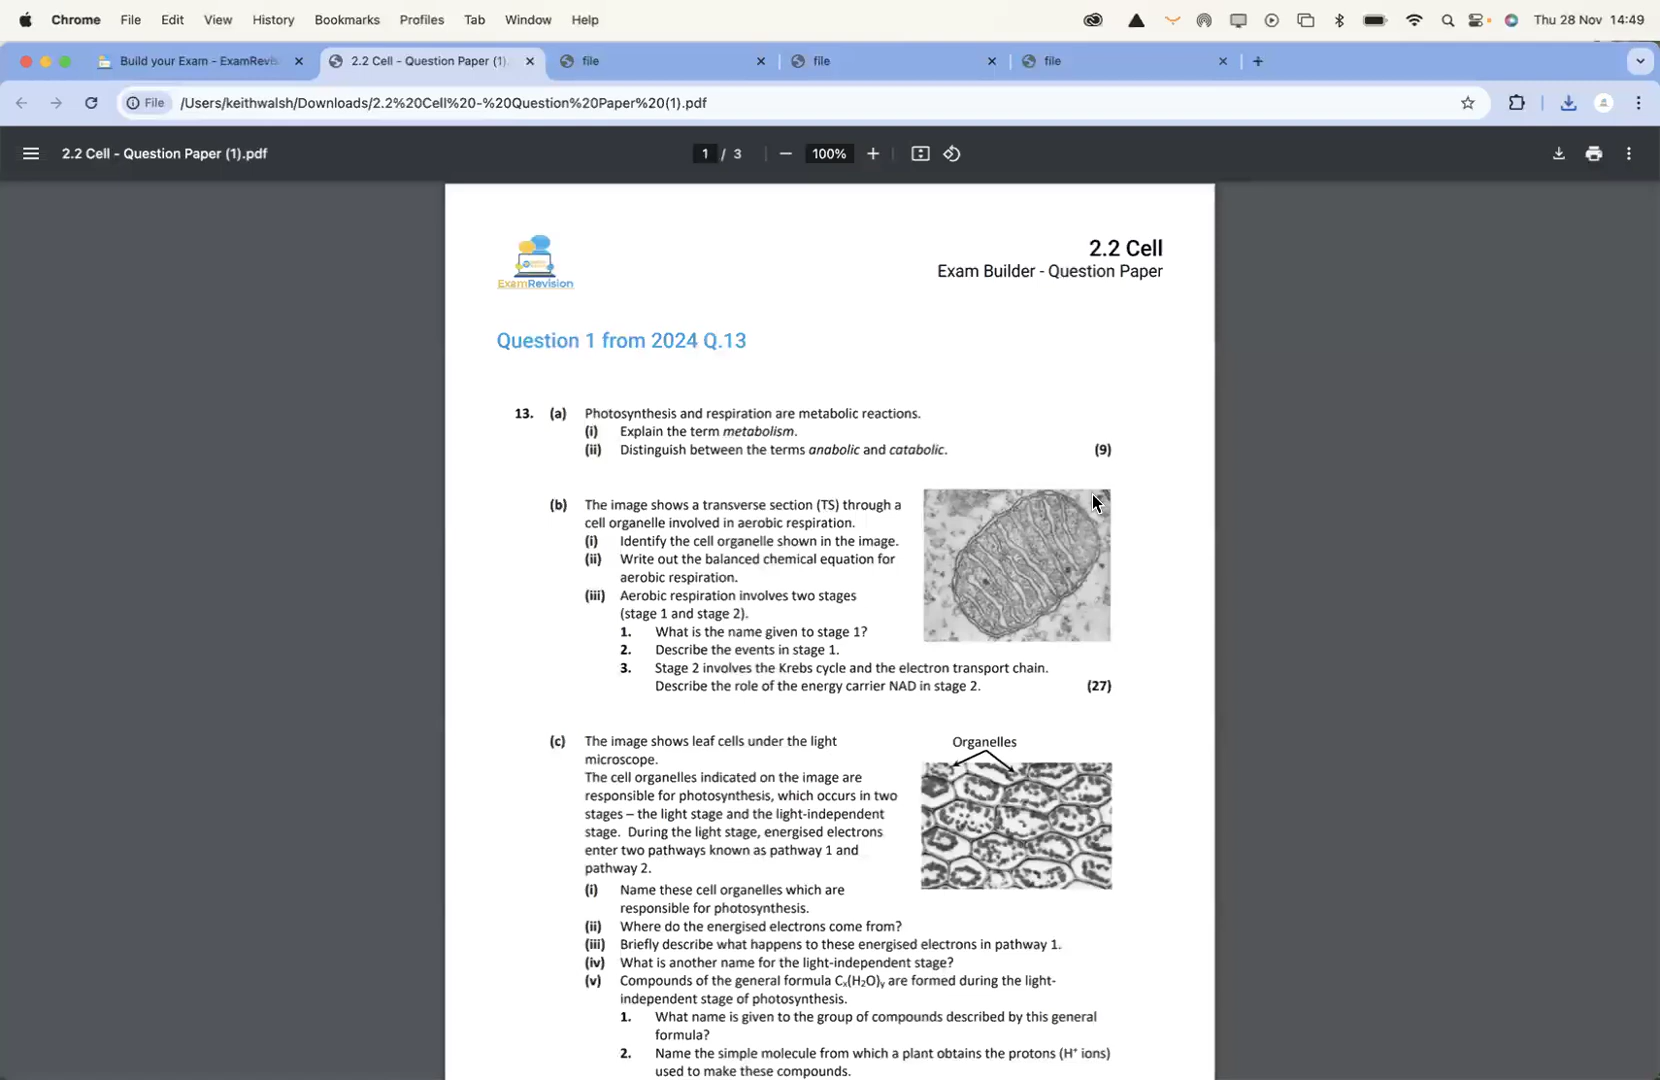 Chrome File Edit View History Bookmarks Profiles Tab Window Help Thu 28 Nov 14:49
Build your Exam - ExamRevis 2.2 Cell - Question Paper (1). file file file
File /Users/keithwalsh/Downloads/2.2%20Cell%20-%20Question%20Paper%20(1).pdf
2.2 Cell - Question Paper (1).pdf 1 / 3 100%
2.2 Cell
Exam Builder - Question Paper
ExamRevision
Question 1 from 2024 Q.13
13. (a) Photosynthesis and respiration are metabolic reactions.
(i) Explain the term metabolism.
(ii) Distinguish between the terms anabolic and catabolic. (9)
(b) The image shows a transverse section (TS) through a
cell organelle involved in aerobic respiration.
(i) Identify the cell organelle shown in the image.
(ii) Write out the balanced chemical equation for
aerobic respiration.
(iii) Aerobic respiration involves two stages
(stage 1 and stage 2).
1. What is the name given to stage 1?
2. Describe the events in stage 1.
3. Stage 2 involves the Krebs cycle and the electron transport chain.
Describe the role of the energy carrier NAD in stage 2. (27)
(c) The image shows leaf cells under the light
microscope.
Organelles
The cell organelles indicated on the image are
responsible for photosynthesis, which occurs in two
stages – the light stage and the light-independent
stage. During the light stage, energised electrons
enter two pathways known as pathway 1 and
pathway 2.
(i) Name these cell organelles which are
responsible for photosynthesis.
(ii) Where do the energised electrons come from?
(iii) Briefly describe what happens to these energised electrons in pathway 1.
(iv) What is another name for the light-independent stage?
(v) Compounds of the general formula Cₓ(H₂O)ᵧ are formed during the light-
independent stage of photosynthesis.
1. What name is given to the group of compounds described by this general
formula?
2. Name the simple molecule from which a plant obtains the protons (H⁺ ions)
used to make these compounds.